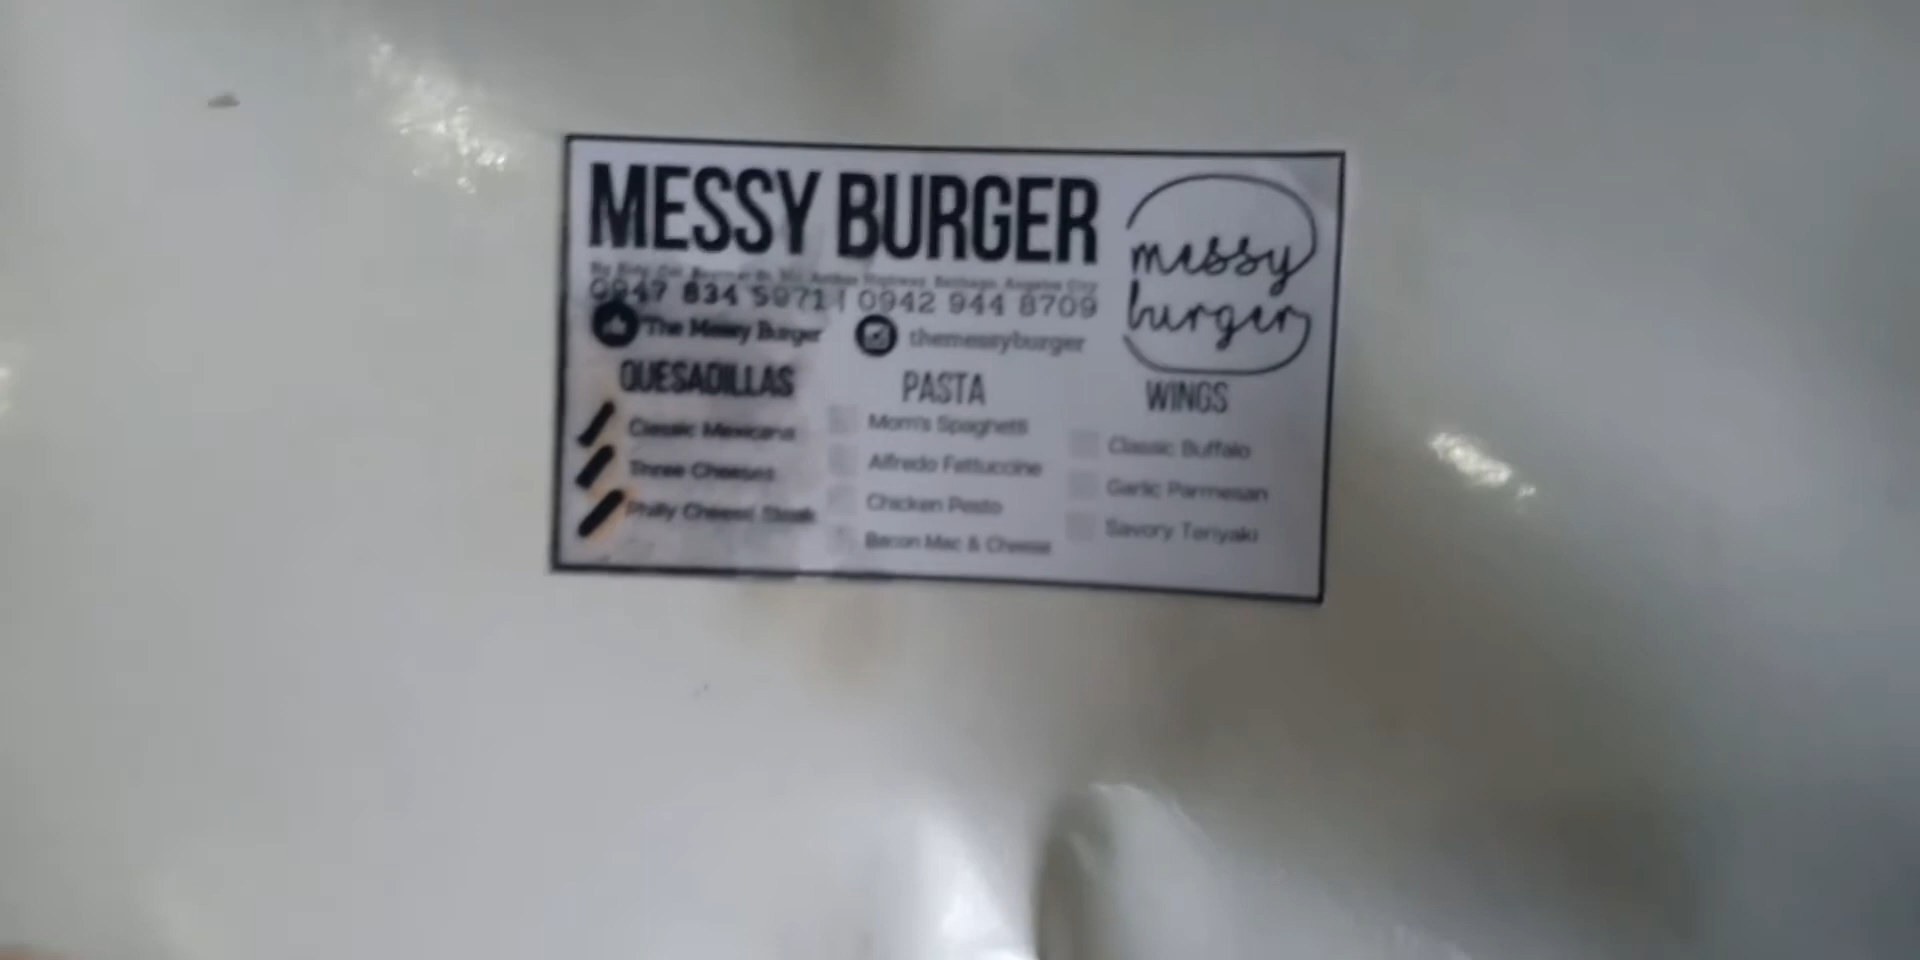 MESSY BURGER
messy
burger
Angeles City
0947 834 5971 | 0942 944 8709
The Messy Burger
themessyburger
QUESADILLAS
Classic Mexicana
Three Cheeses
Philly Cheese Steak
PASTA
Mom's Spaghetti
Alfredo Fettuccine
Chicken Pesto
Bacon Mac & Cheese
WINGS
Classic Buffalo
Garlic Parmesan
Savory Teriyaki